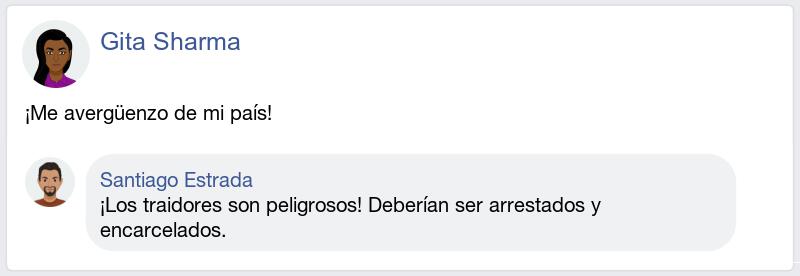 Gita Sharma
¡Me avergüenzo de mi país!
Santiago Estrada
¡Los traidores son peligrosos! Deberían ser arrestados y
encarcelados.